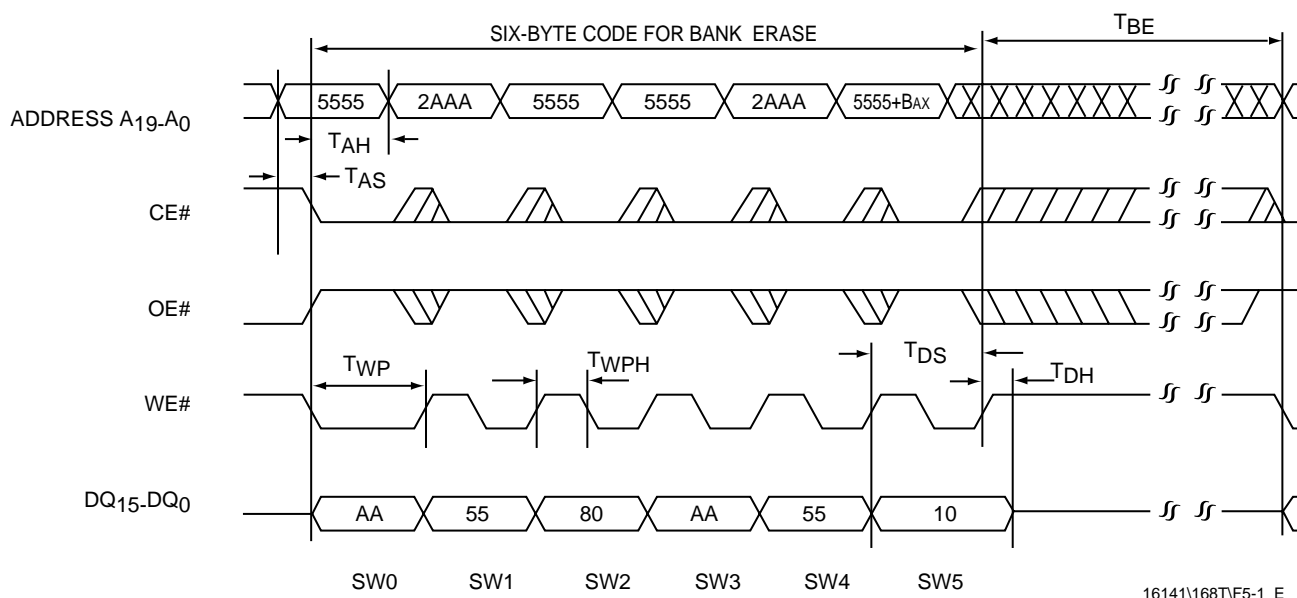 SIX-BYTE CODE FOR BANK ERASE
TBE
ADDRESS A19-A0
5555 2AAA 5555 5555 2AAA 5555+BAX
TAH
TAS
CE#
OE#
TWP TWPH TDS TDH
WE#
DQ15-DQ0
AA 55 80 AA 55 10
SW0 SW1 SW2 SW3 SW4 SW5
16141\168T\F5-1_E